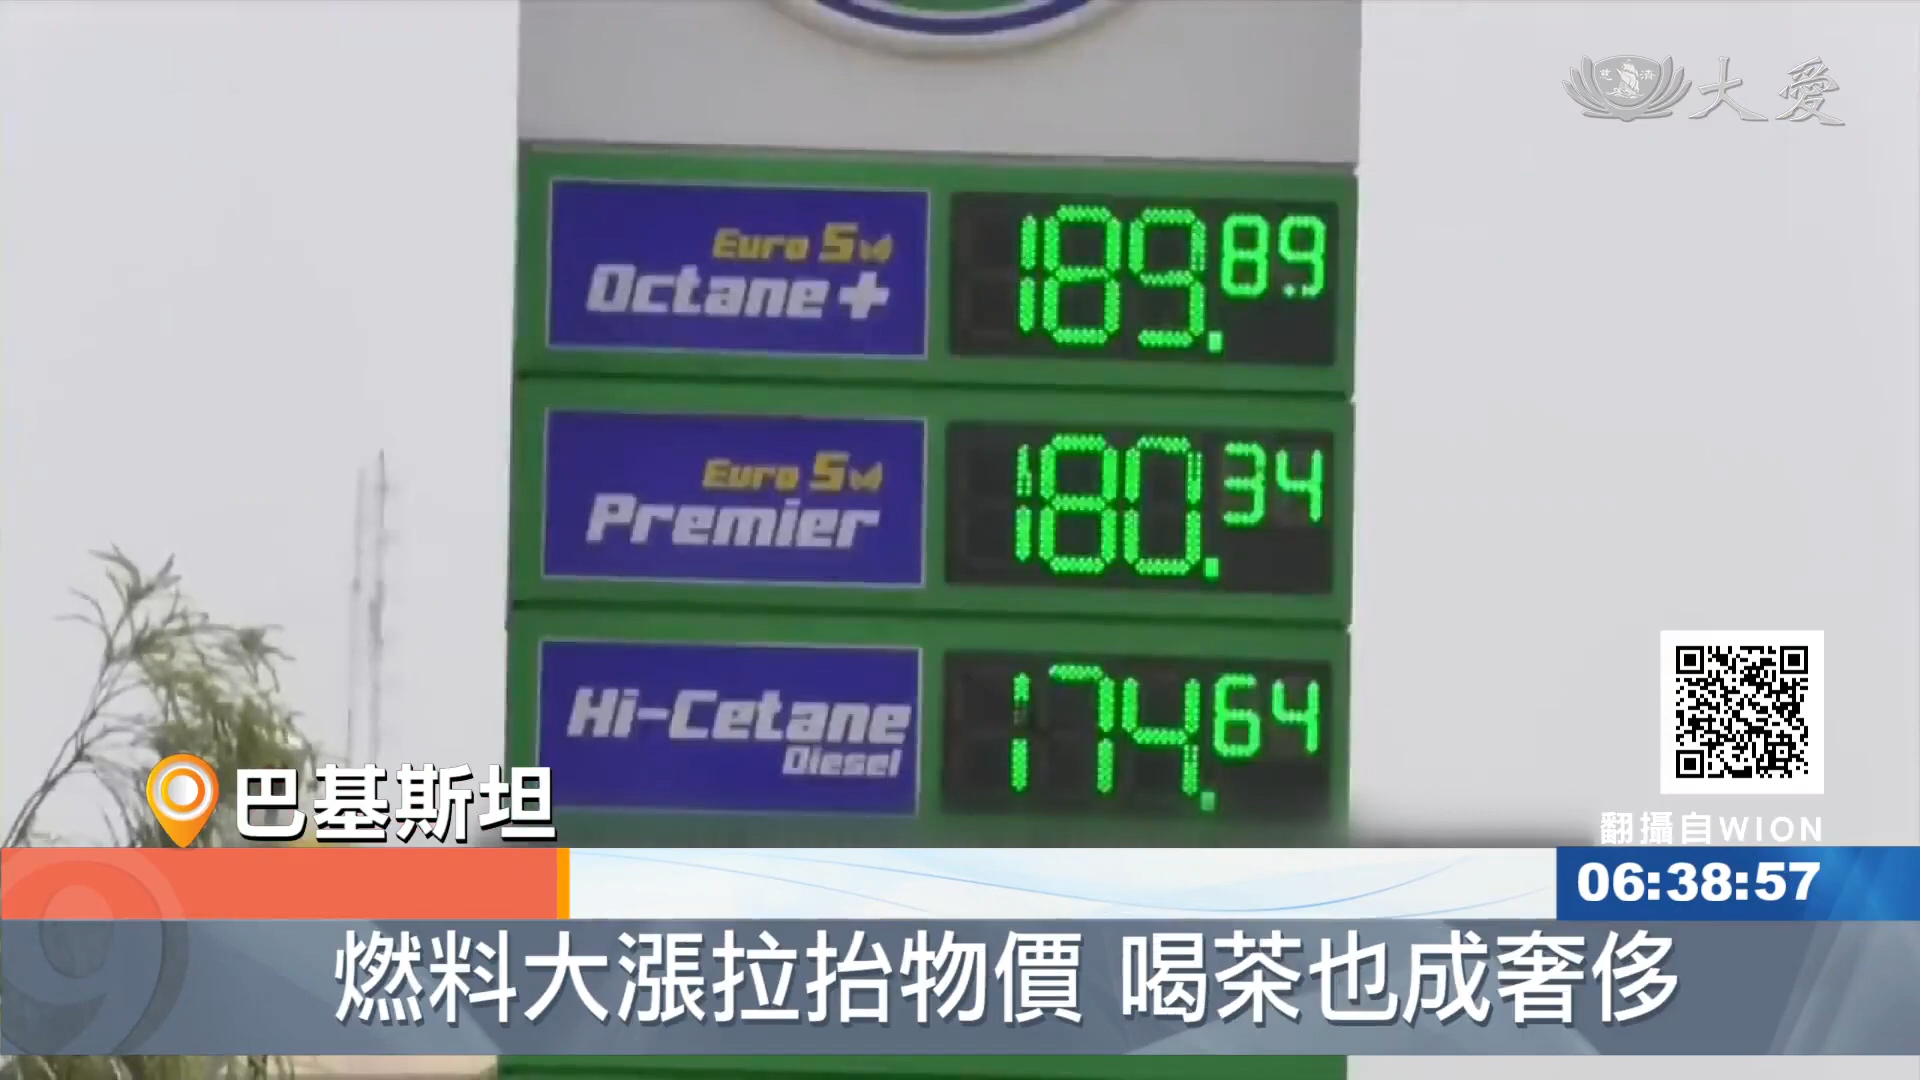 大愛
慈濟
Euro 5
Octane+
189.89
Euro 5
Premier
180.34
Hi-Cetane
Diesel
174.64
巴基斯坦
翻攝自WION
06:38:57
燃料大漲拉抬物價 喝茶也成奢侈